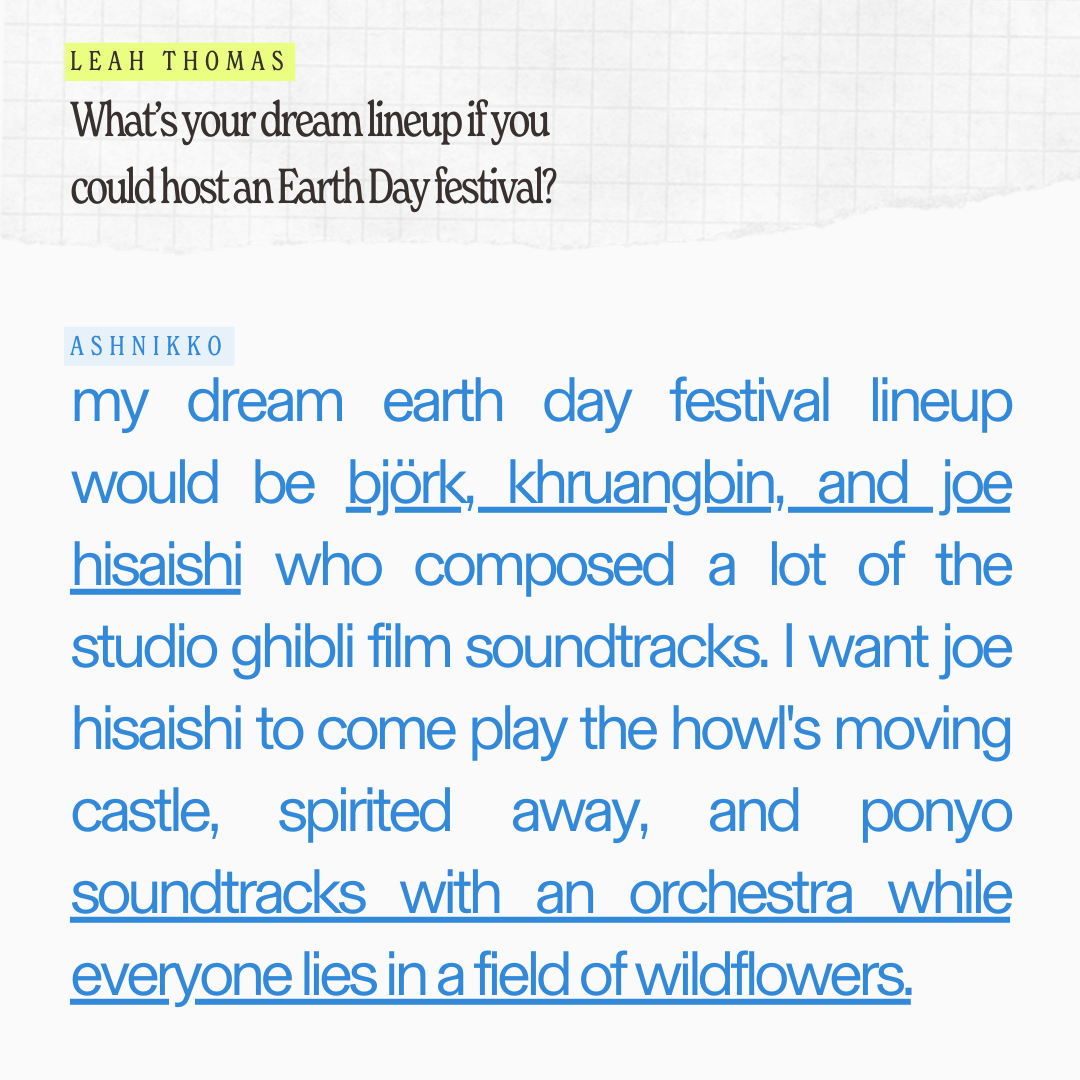 LEAH THOMAS
What’s your dream lineup if you
could host an Earth Day festival?
ASHNIKKO
my dream earth day festival lineup
would be björk, khruangbin, and joe
hisaishi who composed a lot of the
studio ghibli film soundtracks. I want joe
hisaishi to come play the howl's moving
castle, spirited away, and ponyo
soundtracks with an orchestra while
everyone lies in a field of wildflowers.